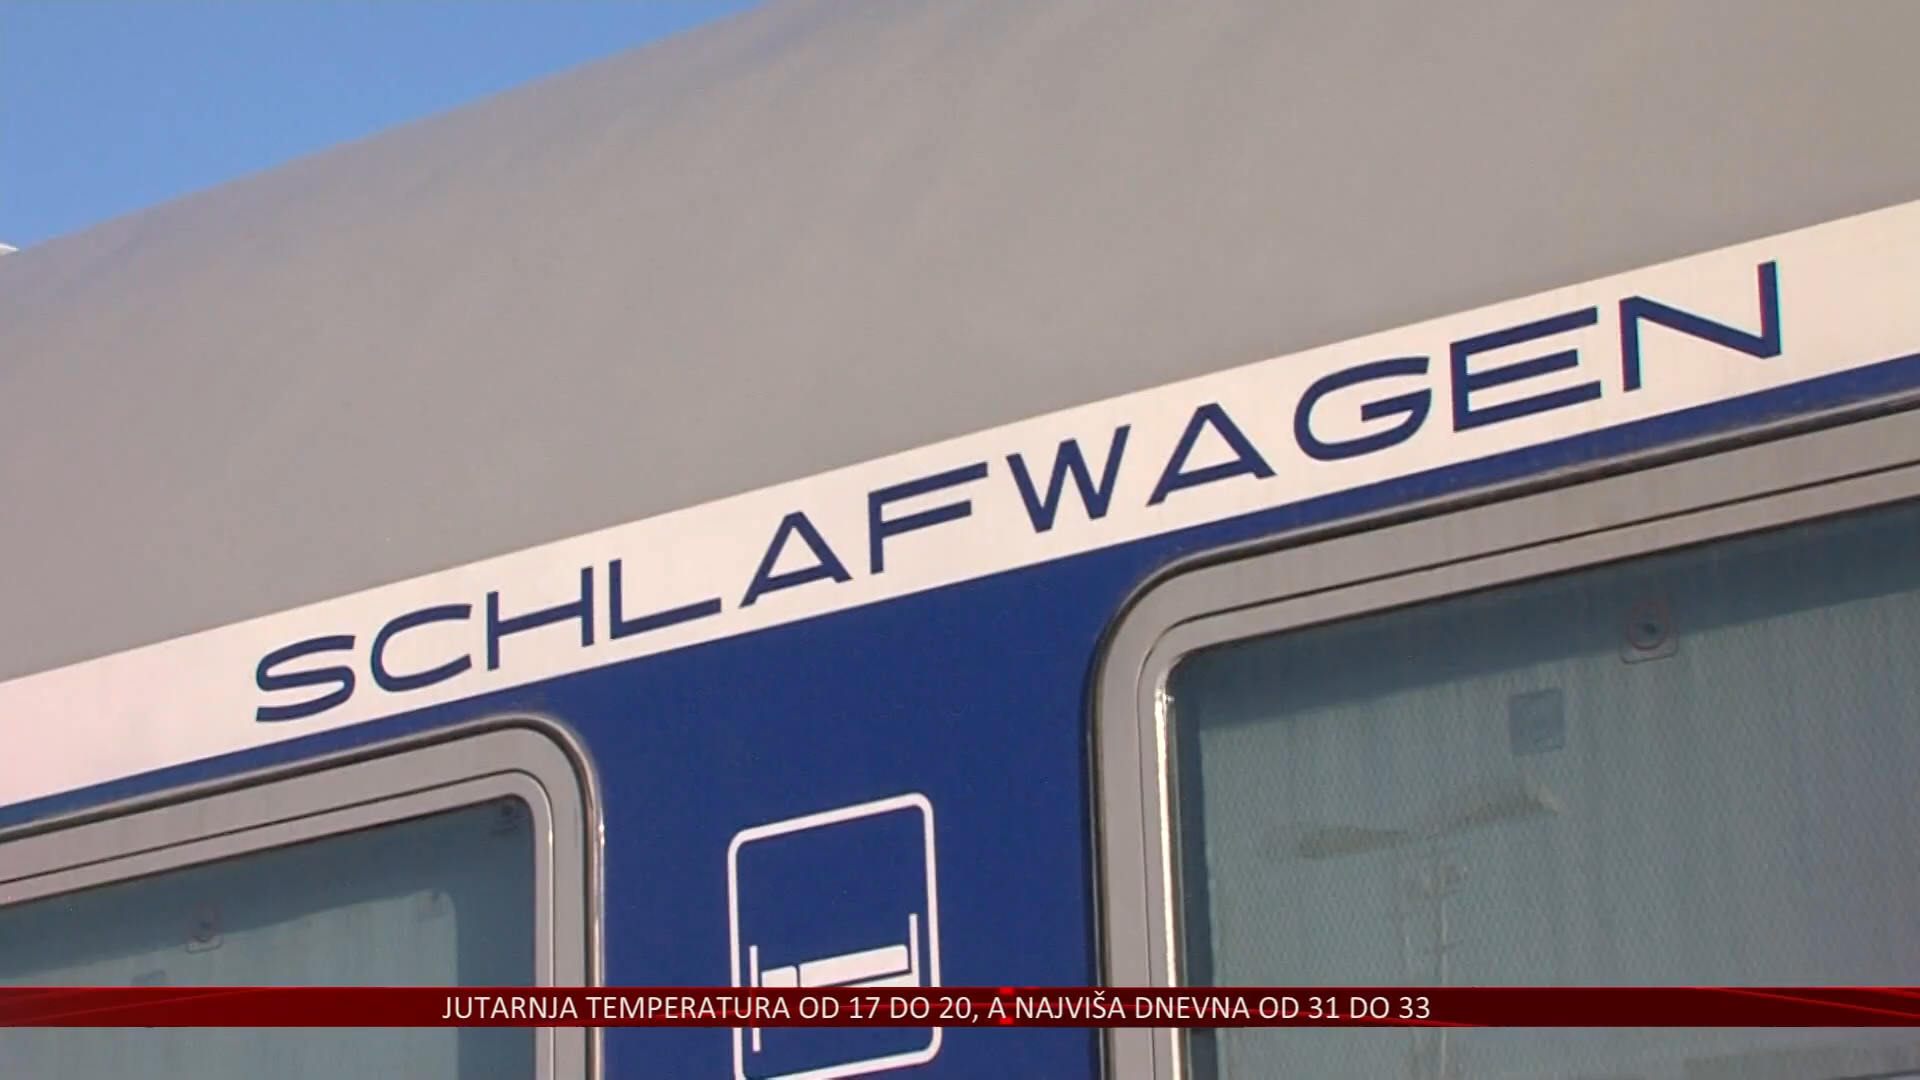 SCHLAFWAGEN
JUTARNJA TEMPERATURA OD 17 DO 20, A NAJVIŠA DNEVNA OD 31 DO 33